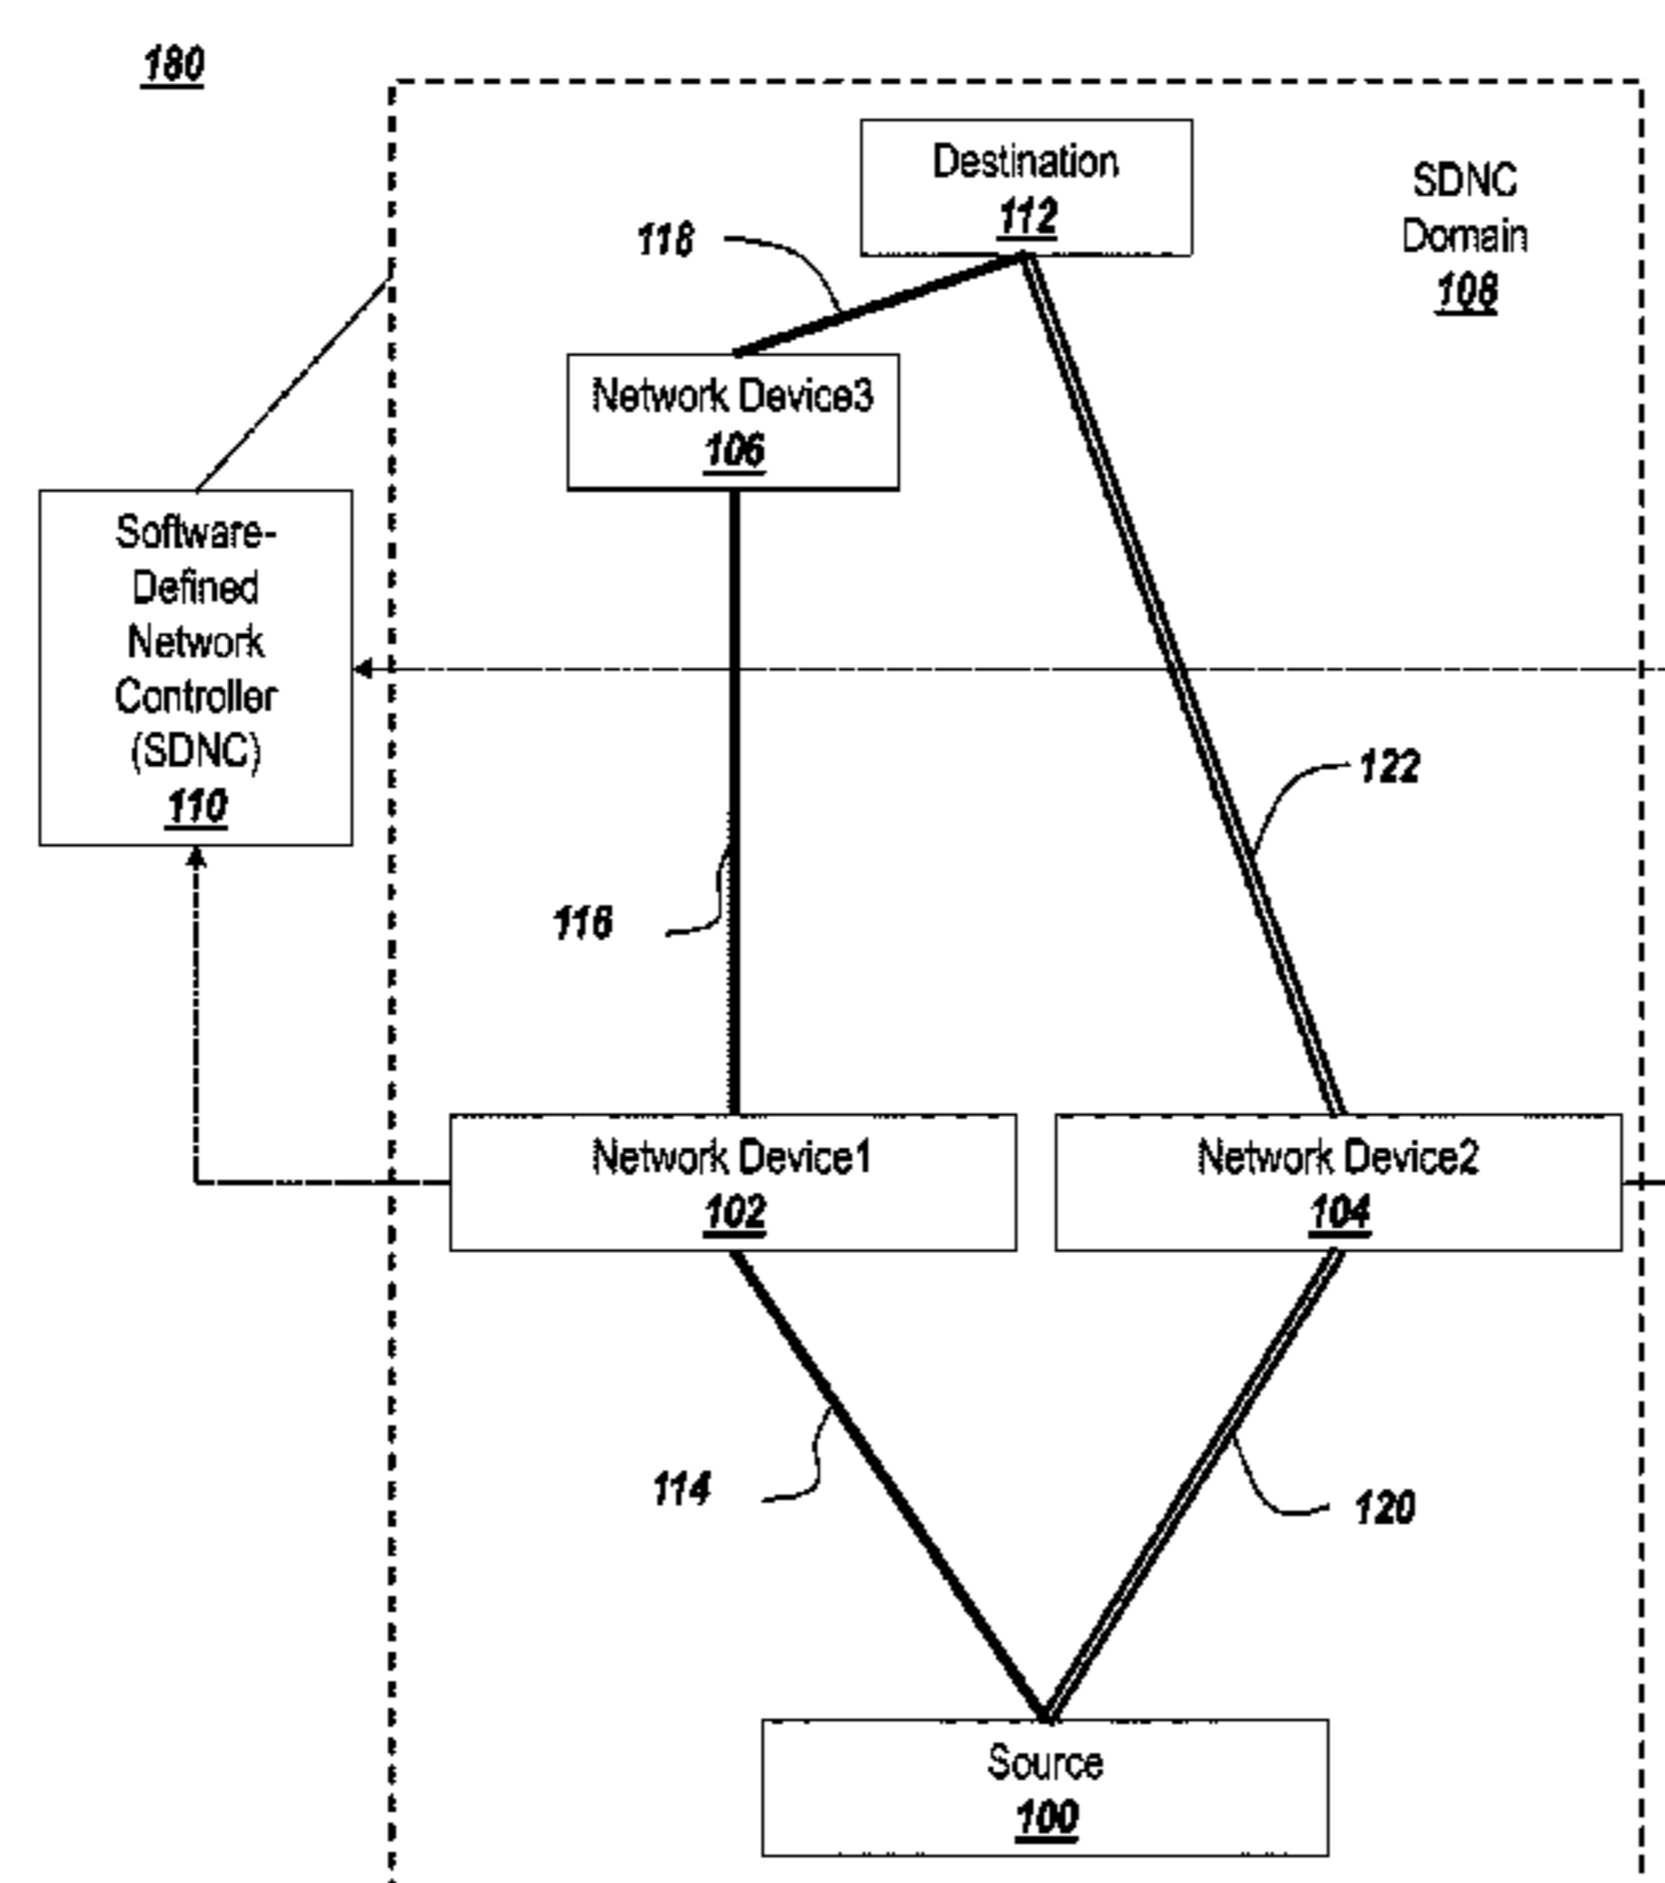 180
Destination
112
SDNC
Domain
108
118
Network Device3
106
Software-
Defined
Network
Controller
(SDNC)
110
122
116
Network Device1
102
Network Device2
104
114
120
Source
100